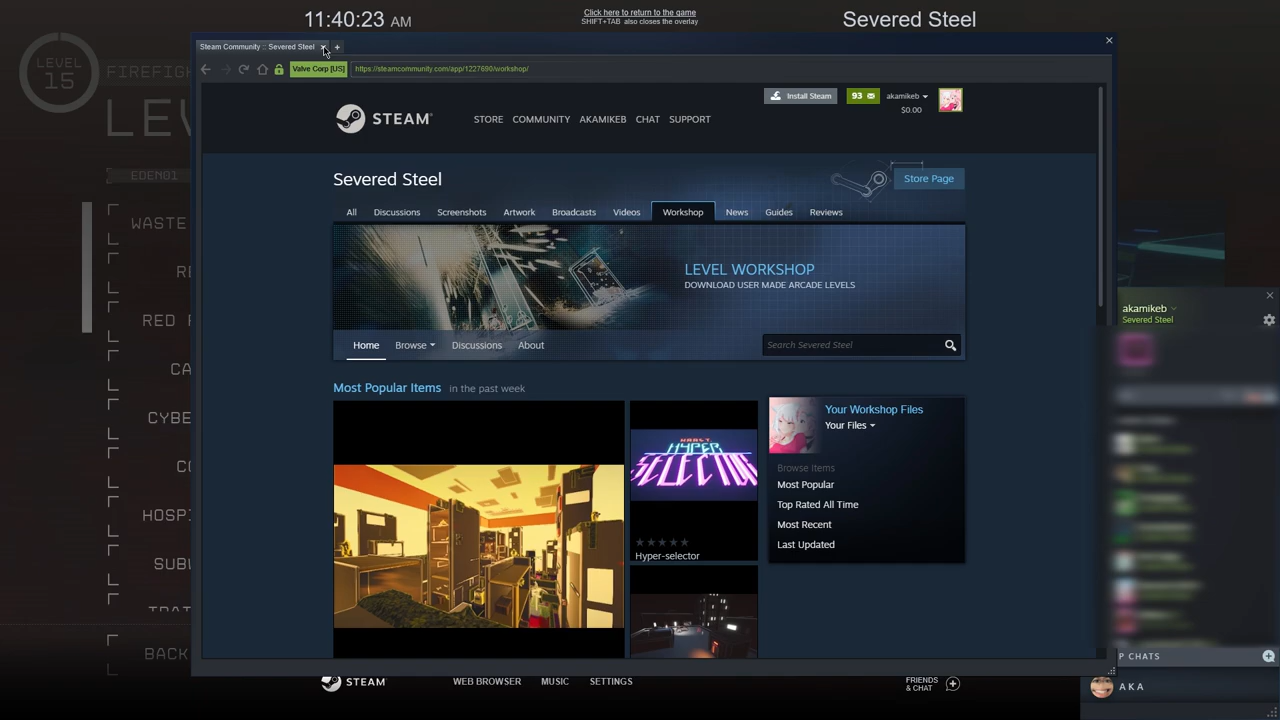 11:40:23 AM
Click here to return to the game
SHIFT+TAB also closes the overlay
Severed Steel
Steam Community :: Severed Steel
Valve Corp [US]
https://steamcommunity.com/app/1227690/workshop/
LEVEL
15
EDEN01
WASTE
RED
BACK
Install Steam
93
akamikeb
$0.00
STEAM
STORE
COMMUNITY
AKAMIKEB
CHAT
SUPPORT
Severed Steel
Store Page
All
Discussions
Screenshots
Artwork
Broadcasts
Videos
Workshop
News
Guides
Reviews
LEVEL WORKSHOP
DOWNLOAD USER MADE ARCADE LEVELS
Home
Browse
Discussions
About
Search Severed Steel
Most Popular Items in the past week
HYPER
SELECTOR
Hyper-selector
Your Workshop Files
Your Files
Browse Items
Most Popular
Top Rated All Time
Most Recent
Last Updated
akamikeb
Severed Steel
P CHATS
AKA
STEAM
WEB BROWSER
MUSIC
SETTINGS
FRIENDS
& CHAT